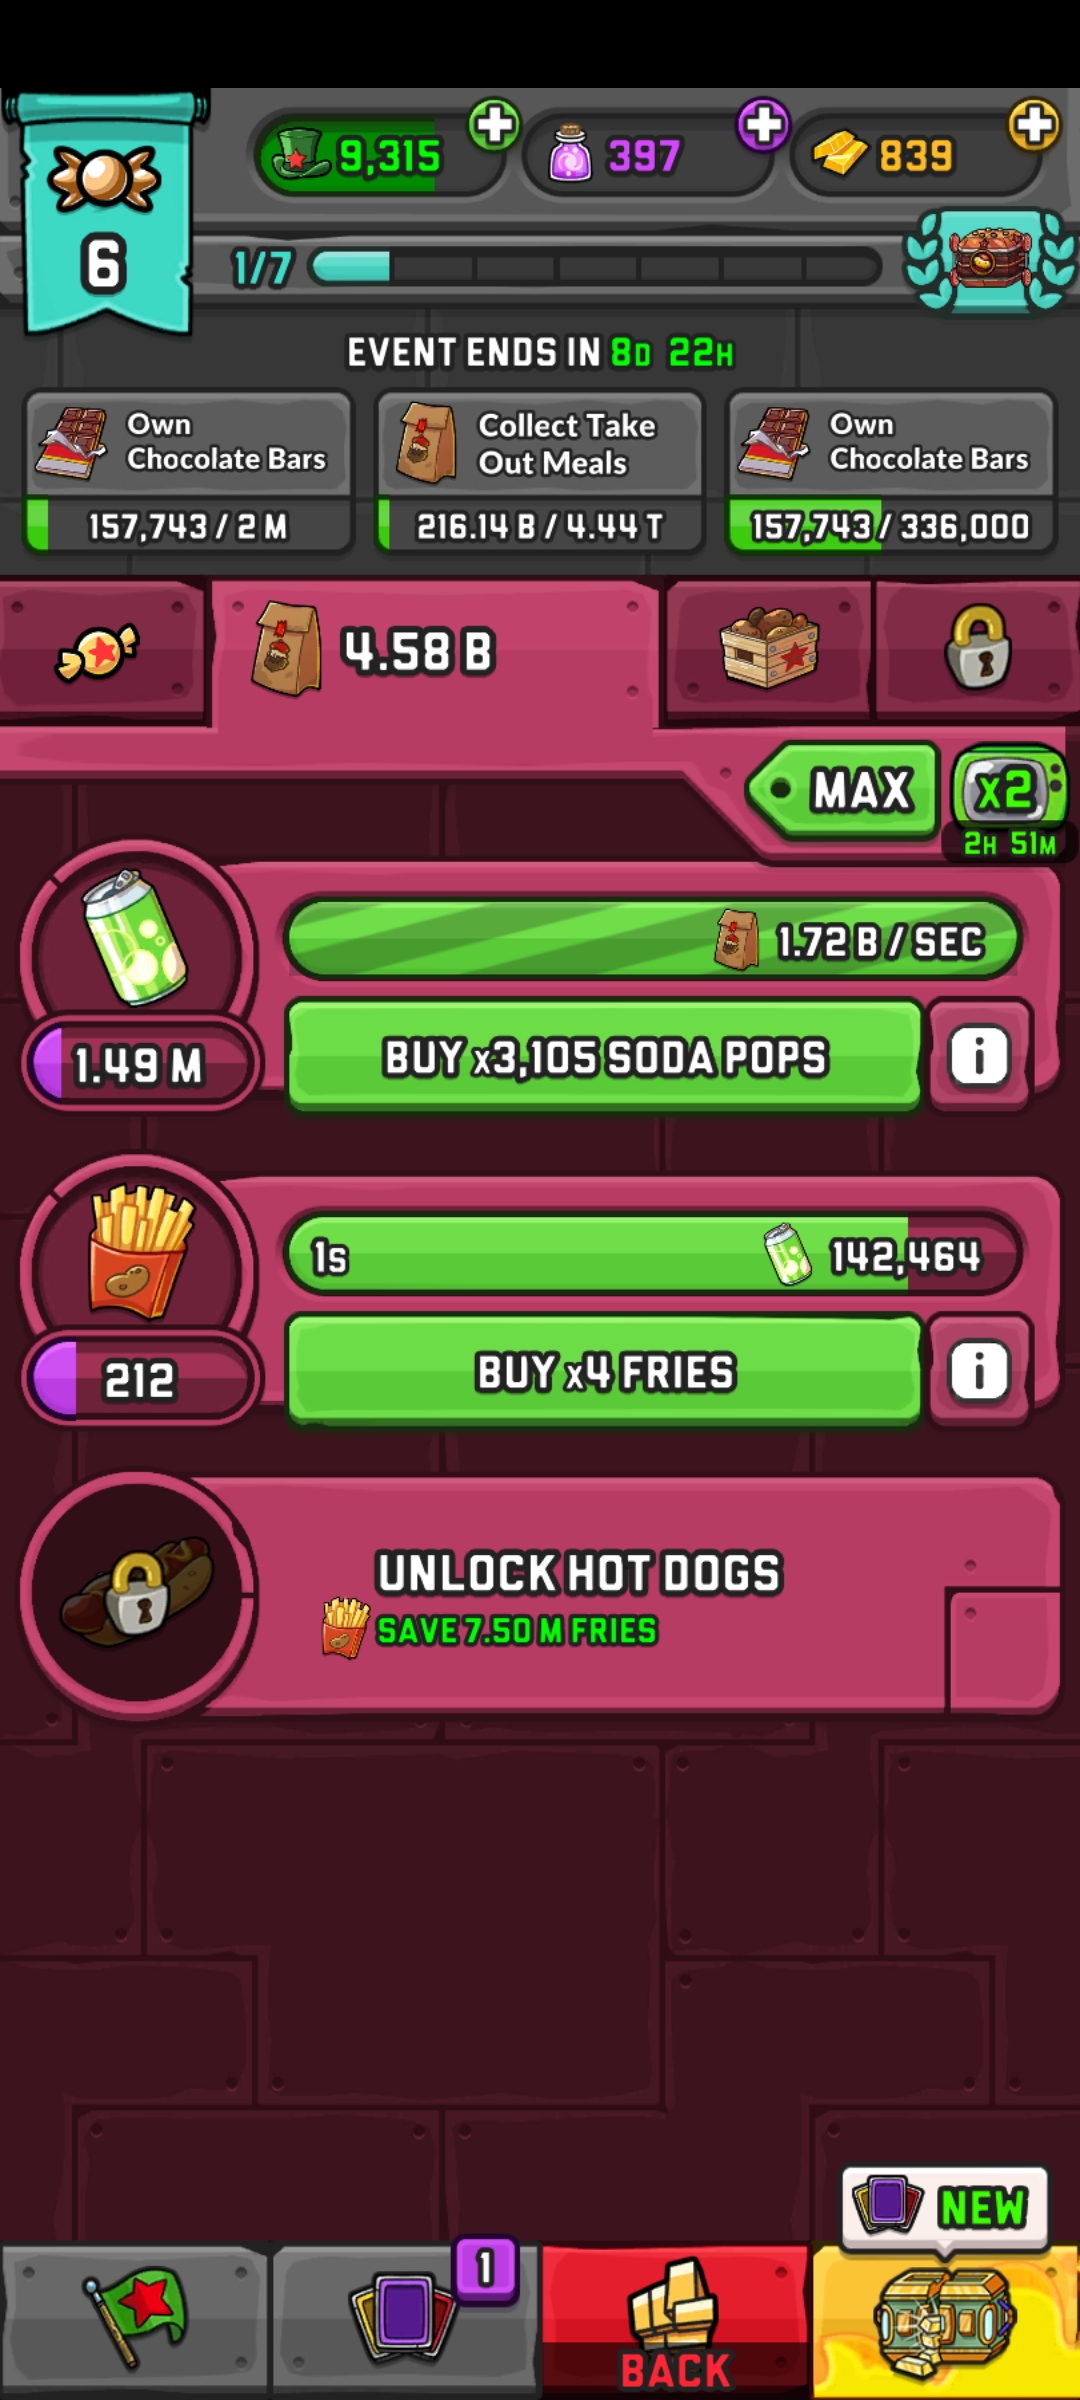 9,315
397
839
6
1/7
EVENT ENDS IN 8D 22H
Own
Chocolate Bars
157,743 / 2 M
Collect Take
Out Meals
216.14 B / 4.44 T
Own
Chocolate Bars
157,743 / 336,000
4.58 B
MAX
x2
2H 51M
1.72 B / SEC
1.49 M
BUY x3,105 SODA POPS
i
1s
142,464
212
BUY x4 FRIES
i
UNLOCK HOT DOGS
SAVE 7.50 M FRIES
NEW
1
BACK